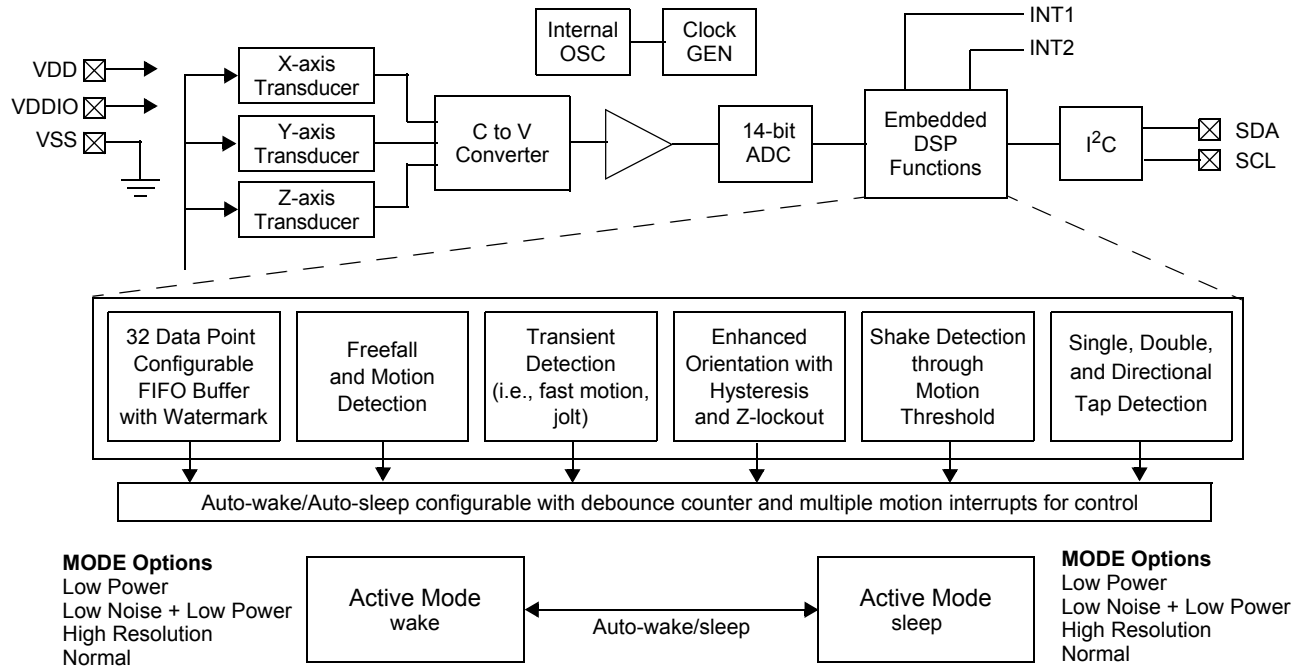 INT1
INT2
Internal
OSC
Clock
GEN
VDD
VDDIO
VSS
X-axis
Transducer
Y-axis
Transducer
Z-axis
Transducer
C to V
Converter
14-bit
ADC
Embedded
DSP
Functions
I²C
SDA
SCL
32 Data Point
Configurable
FIFO Buffer
with Watermark
Freefall
and Motion
Detection
Transient
Detection
(i.e., fast motion,
jolt)
Enhanced
Orientation with
Hysteresis
and Z-lockout
Shake Detection
through
Motion
Threshold
Single, Double,
and Directional
Tap Detection
Auto-wake/Auto-sleep configurable with debounce counter and multiple motion interrupts for control
MODE Options
Low Power
Low Noise + Low Power
High Resolution
Normal
Active Mode
wake
Auto-wake/sleep
Active Mode
sleep
MODE Options
Low Power
Low Noise + Low Power
High Resolution
Normal